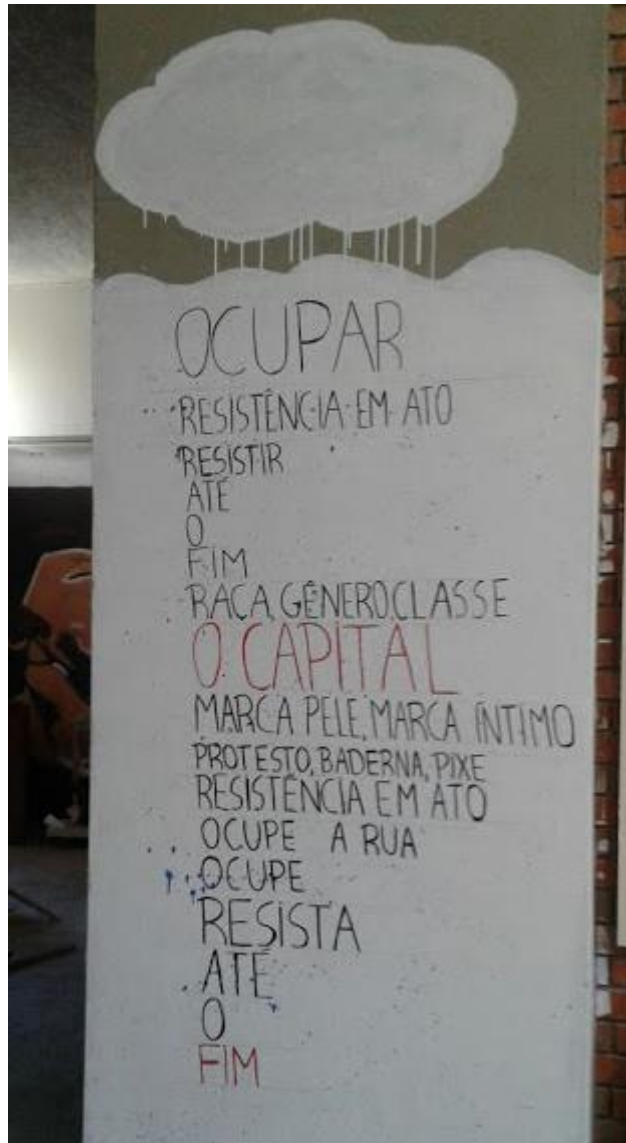 OCUPAR
RESISTÊNCIA EM ATO
RESISTIR
ATÉ
O
FIM
RAÇA, GÊNERO, CLASSE
O CAPITAL
MARCA PELE, MARCA ÍNTIMO
PROTESTO, BADERNA, PIXE
RESISTÊNCIA EM ATO
OCUPE A RUA
OCUPE
RESISTA
ATÉ
O
FIM